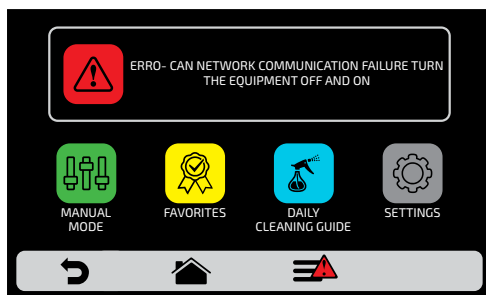 ERRO- CAN NETWORK COMMUNICATION FAILURE TURN
THE EQUIPMENT OFF AND ON
MANUAL
MODE
FAVORITES
DAILY
CLEANING GUIDE
SETTINGS